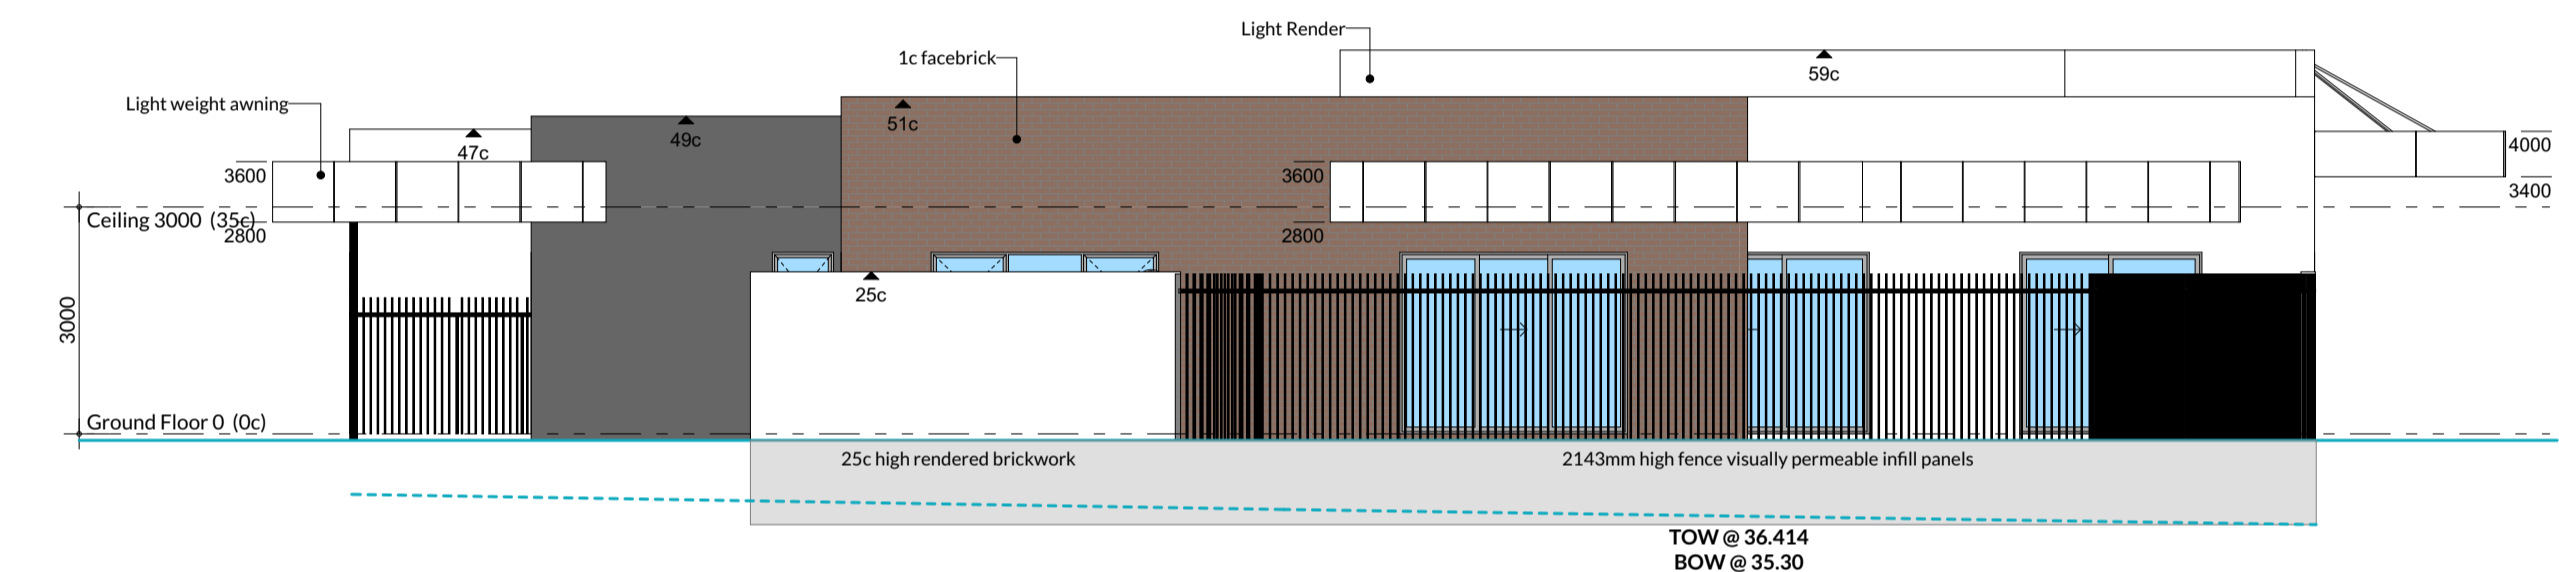 Light Render
1c facebrick
59c
Light weight awning
51c
49c
47c
4000
3600
3600
3400
Ceiling 3000 (35c)
2800
2800
25c
3000
Ground Floor 0 (0c)
25c high rendered brickwork
2143mm high fence visually permeable infill panels
TOW @ 36.414
BOW @ 35.30